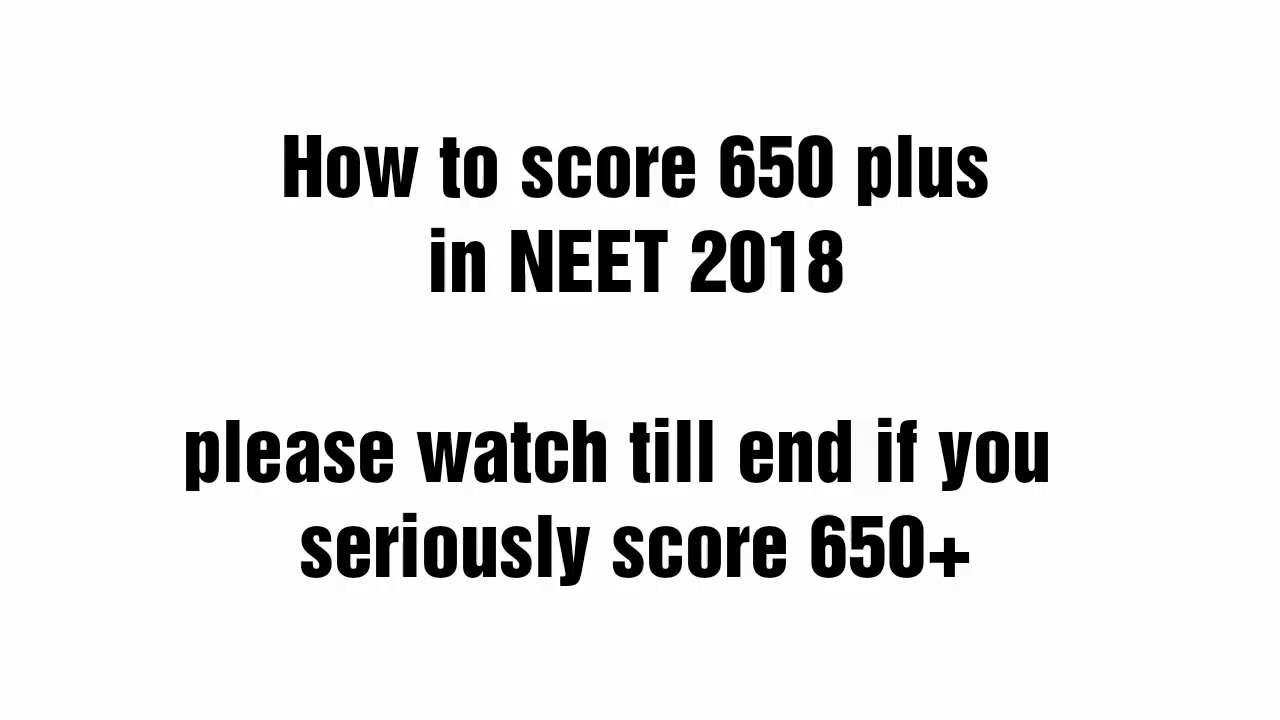 How to score 650 plus
in NEET 2018
please watch till end if you
seriously score 650+